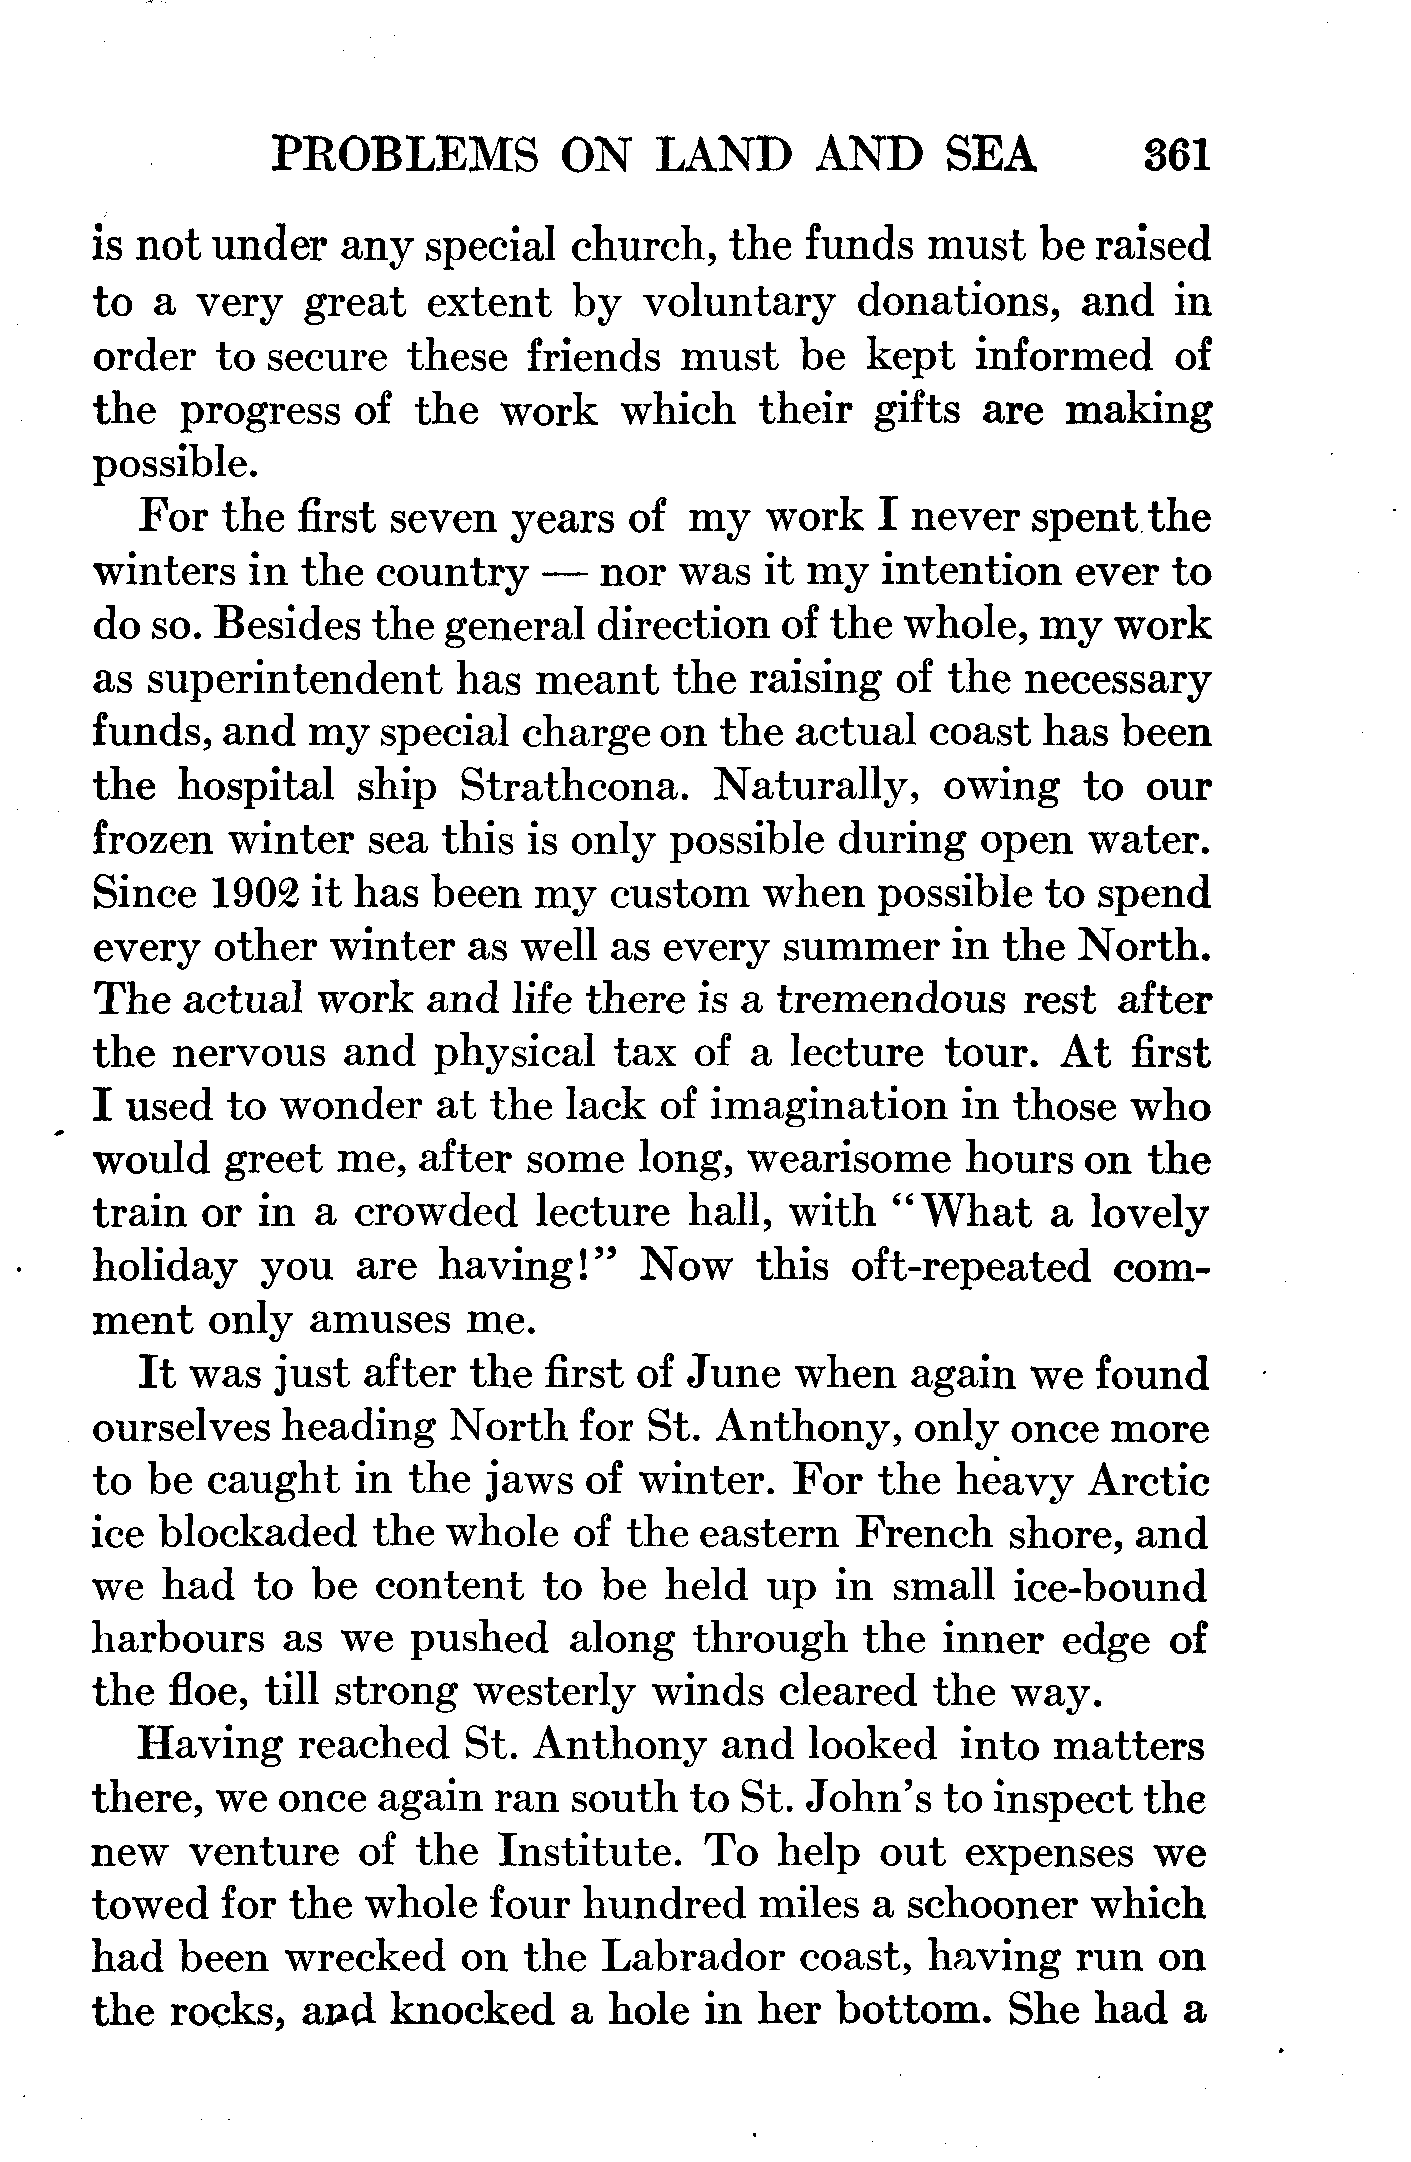 PROBLEMS ON LAND AND SEA 361
is not under any special church, the funds must be raised
to a very great extent by voluntary donations, and in
order to secure these friends must be kept informed of
the progress of the work which their gifts are making
possible.
For the first seven years of my work I never spent the
winters in the country — nor was it my intention ever to
do so. Besides the general direction of the whole, my work
as superintendent has meant the raising of the necessary
funds, and my special charge on the actual coast has been
the hospital ship Strathcona. Naturally, owing to our
frozen winter sea this is only possible during open water.
Since 1902 it has been my custom when possible to spend
every other winter as well as every summer in the North.
The actual work and life there is a tremendous rest after
the nervous and physical tax of a lecture tour. At first
I used to wonder at the lack of imagination in those who
would greet me, after some long, wearisome hours on the
train or in a crowded lecture hall, with “What a lovely
holiday you are having!” Now this oft-repeated com-
ment only amuses me.
It was just after the first of June when again we found
ourselves heading North for St. Anthony, only once more
to be caught in the jaws of winter. For the heavy Arctic
ice blockaded the whole of the eastern French shore, and
we had to be content to be held up in small ice-bound
harbours as we pushed along through the inner edge of
the floe, till strong westerly winds cleared the way.
Having reached St. Anthony and looked into matters
there, we once again ran south to St. John’s to inspect the
new venture of the Institute. To help out expenses we
towed for the whole four hundred miles a schooner which
had been wrecked on the Labrador coast, having run on
the rocks, and knocked a hole in her bottom. She had a